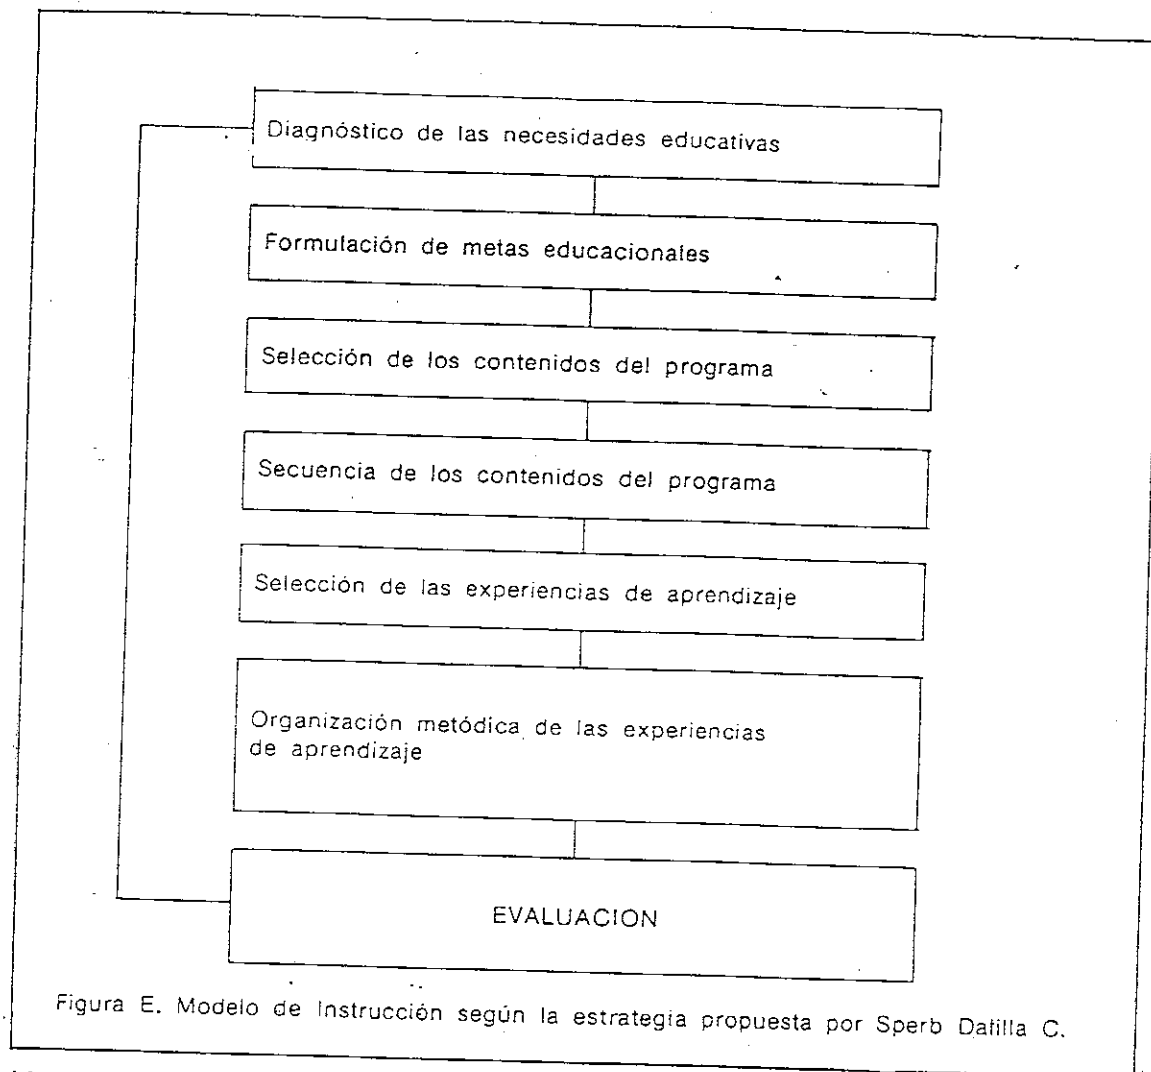 Diagnóstico de las necesidades educativas
Formulación de metas educacionales
Selección de los contenidos del programa
Secuencia de los contenidos del programa
Selección de las experiencias de aprendizaje
Organización metódica de las experiencias
de aprendizaje
EVALUACION
Figura E. Modelo de Instrucción según la estrategia propuesta por Sperb Datilla C.